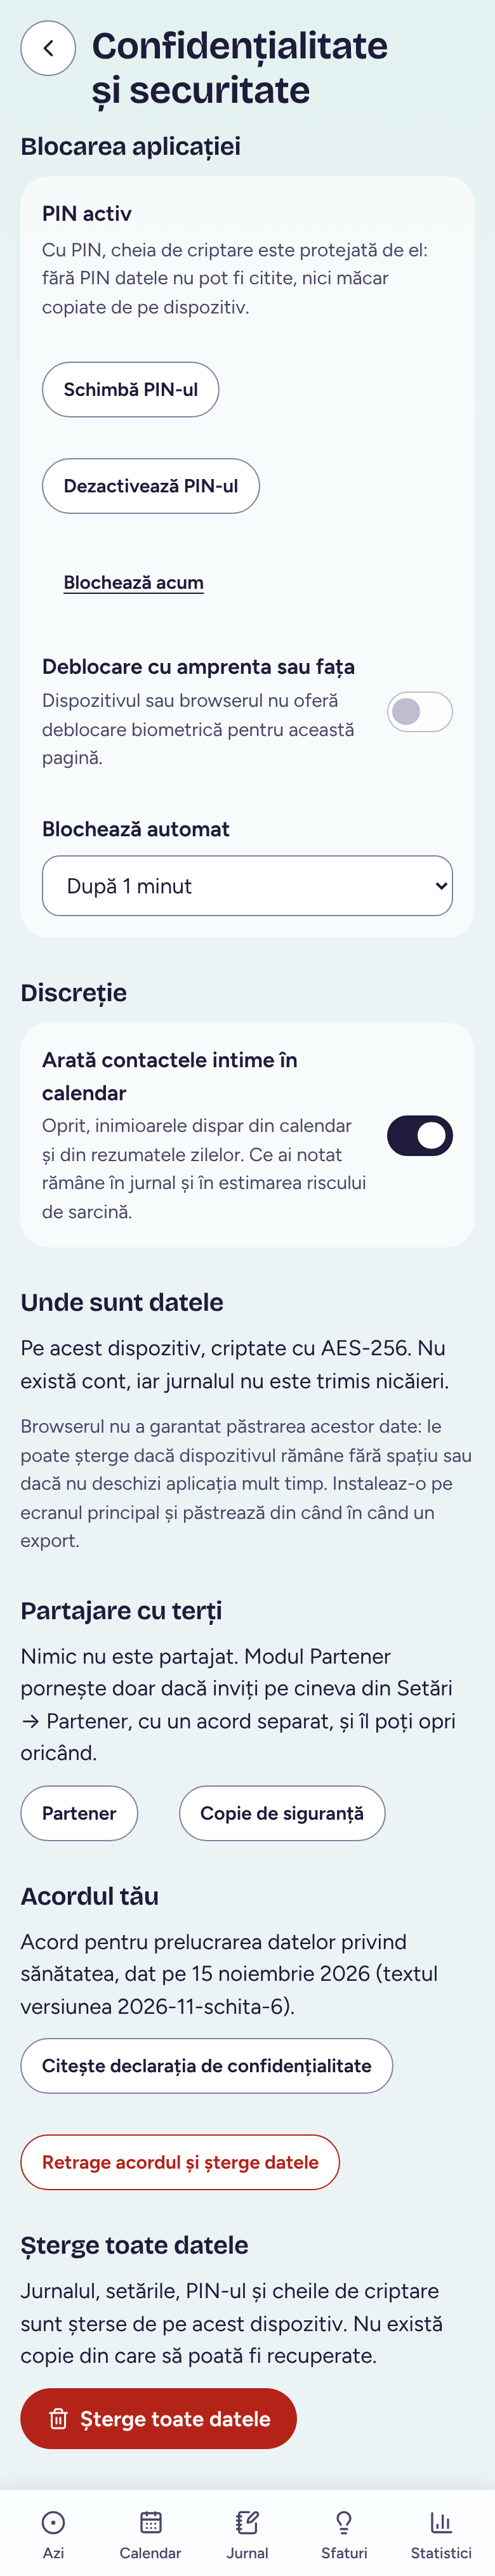 Confidențialitate
și securitate
Blocarea aplicației
PIN activ
Cu PIN, cheia de criptare este protejată de el:
fără PIN datele nu pot fi citite, nici măcar
copiate de pe dispozitiv.
Schimbă PIN-ul
Dezactivează PIN-ul
Blochează acum
Deblocare cu amprenta sau fața
Dispozitivul sau browserul nu oferă
deblocare biometrică pentru această
pagină.
Blochează automat
După 1 minut
Discreție
Arată contactele intime în
calendar
Oprit, inimioarele dispar din calendar
și din rezumatele zilelor. Ce ai notat
rămâne în jurnal și în estimarea riscului
de sarcină.
Unde sunt datele
Pe acest dispozitiv, criptate cu AES-256. Nu
există cont, iar jurnalul nu este trimis nicăieri.
Browserul nu a garantat păstrarea acestor date: le
poate șterge dacă dispozitivul rămâne fără spațiu sau
dacă nu deschizi aplicația mult timp. Instaleaz-o pe
ecranul principal și păstrează din când în când un
export.
Partajare cu terți
Nimic nu este partajat. Modul Partener
pornește doar dacă inviți pe cineva din Setări
→ Partener, cu un acord separat, și îl poți opri
oricând.
Partener
Copie de siguranță
Acordul tău
Acord pentru prelucrarea datelor privind
sănătatea, dat pe 15 noiembrie 2026 (textul
versiunea 2026-11-schita-6).
Citește declarația de confidențialitate
Retrage acordul și șterge datele
Șterge toate datele
Jurnalul, setările, PIN-ul și cheile de criptare
sunt șterse de pe acest dispozitiv. Nu există
copie din care să poată fi recuperate.
Șterge toate datele
Azi
Calendar
Jurnal
Sfaturi
Statistici